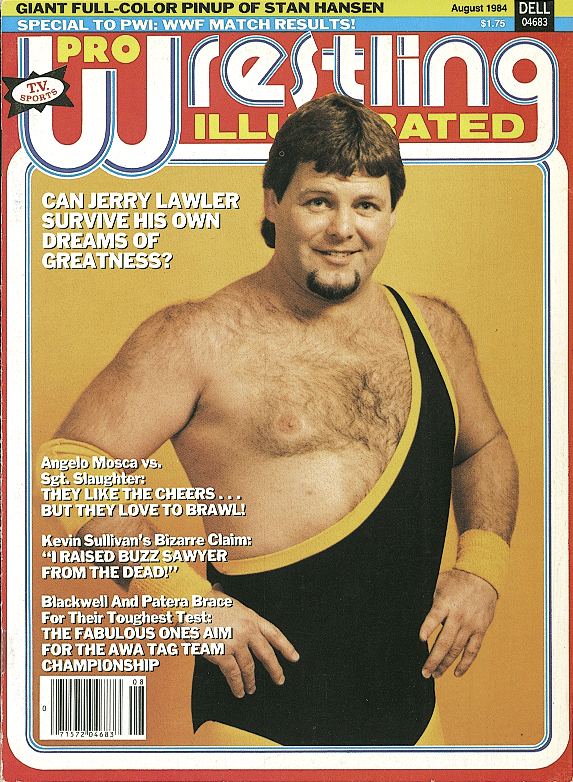 GIANT FULL-COLOR PINUP OF STAN HANSEN
August 1984
DELL
SPECIAL TO PWI: WWF MATCH RESULTS!
$1.75
04683
PRO
Wrestling
T.V.
SPORTS
ILLUSTRATED
CAN JERRY LAWLER
SURVIVE HIS OWN
DREAMS OF
GREATNESS?
Angelo Mosca vs.
Sgt. Slaughter:
THEY LIKE THE CHEERS . . .
BUT THEY LOVE TO BRAWL!
Kevin Sullivan's Bizarre Claim:
"I RAISED BUZZ SAWYER
FROM THE DEAD!"
Blackwell And Patera Brace
For Their Toughest Test:
THE FABULOUS ONES AIM
FOR THE AWA TAG TEAM
CHAMPIONSHIP
08
0
71572 04683